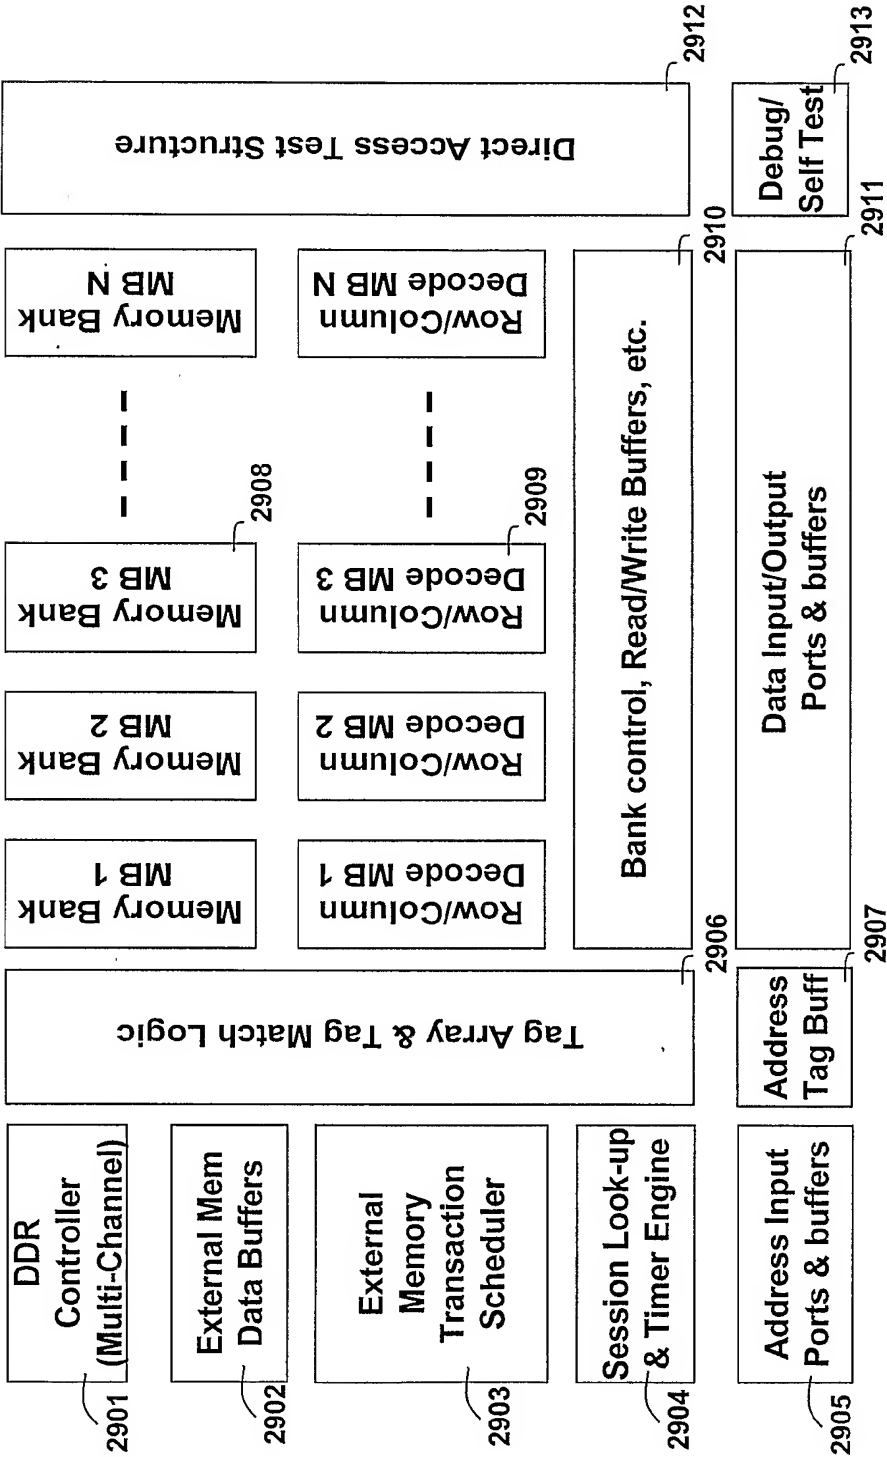 DDR
Controller
(Multi-Channel)
2901
External Mem
Data Buffers
2902
External
Memory
Transaction
Scheduler
2903
Session Look-up
& Timer Engine
2904
Address Input
Ports & buffers
2905
Tag Array & Tag Match Logic
2906
Address
Tag Buff
2907
Memory Bank
MB 1
Memory Bank
MB 2
Memory Bank
MB 3
2908
Memory Bank
MB N
Row/Column
Decode MB 1
Row/Column
Decode MB 2
Row/Column
Decode MB 3
2909
Row/Column
Decode MB N
Bank control, Read/Write Buffers, etc.
2910
Data Input/Output
Ports & buffers
2911
Direct Access Test Structure
2912
Debug/
Self Test
2913